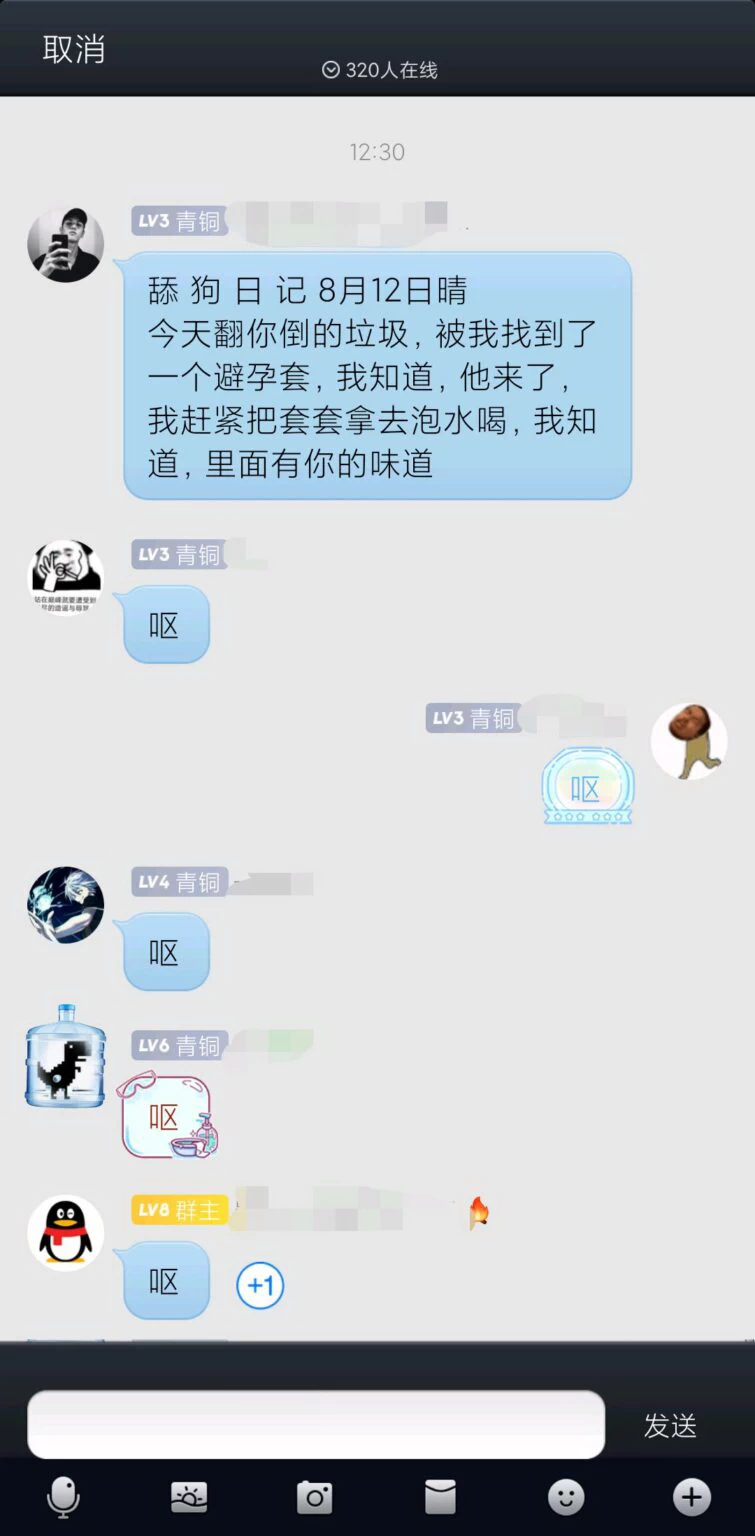 取消
320人在线
12:30
LV3 青铜
舔 狗 日 记 8月12日晴
今天翻你倒的垃圾，被我找到了
一个避孕套，我知道，他来了，
我赶紧把套套拿去泡水喝，我知
道，里面有你的味道
LV3 青铜
呕
LV3 青铜
呕
LV4 青铜
呕
LV6 青铜
呕
LV8 群主
呕
+1
发送